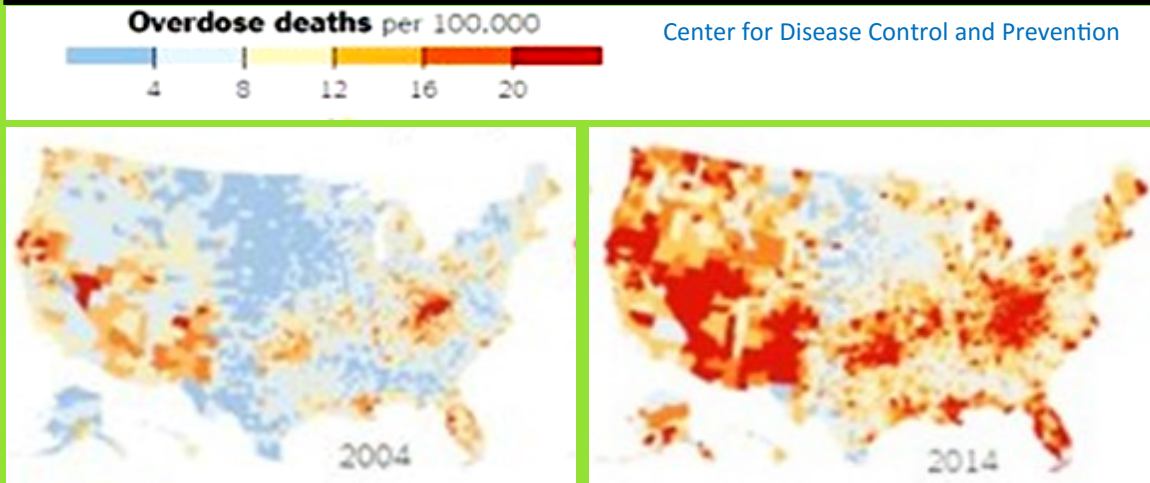 Overdose deaths per 100.000
Center for Disease Control and Prevention
4 8 12 16 20
2004
2014